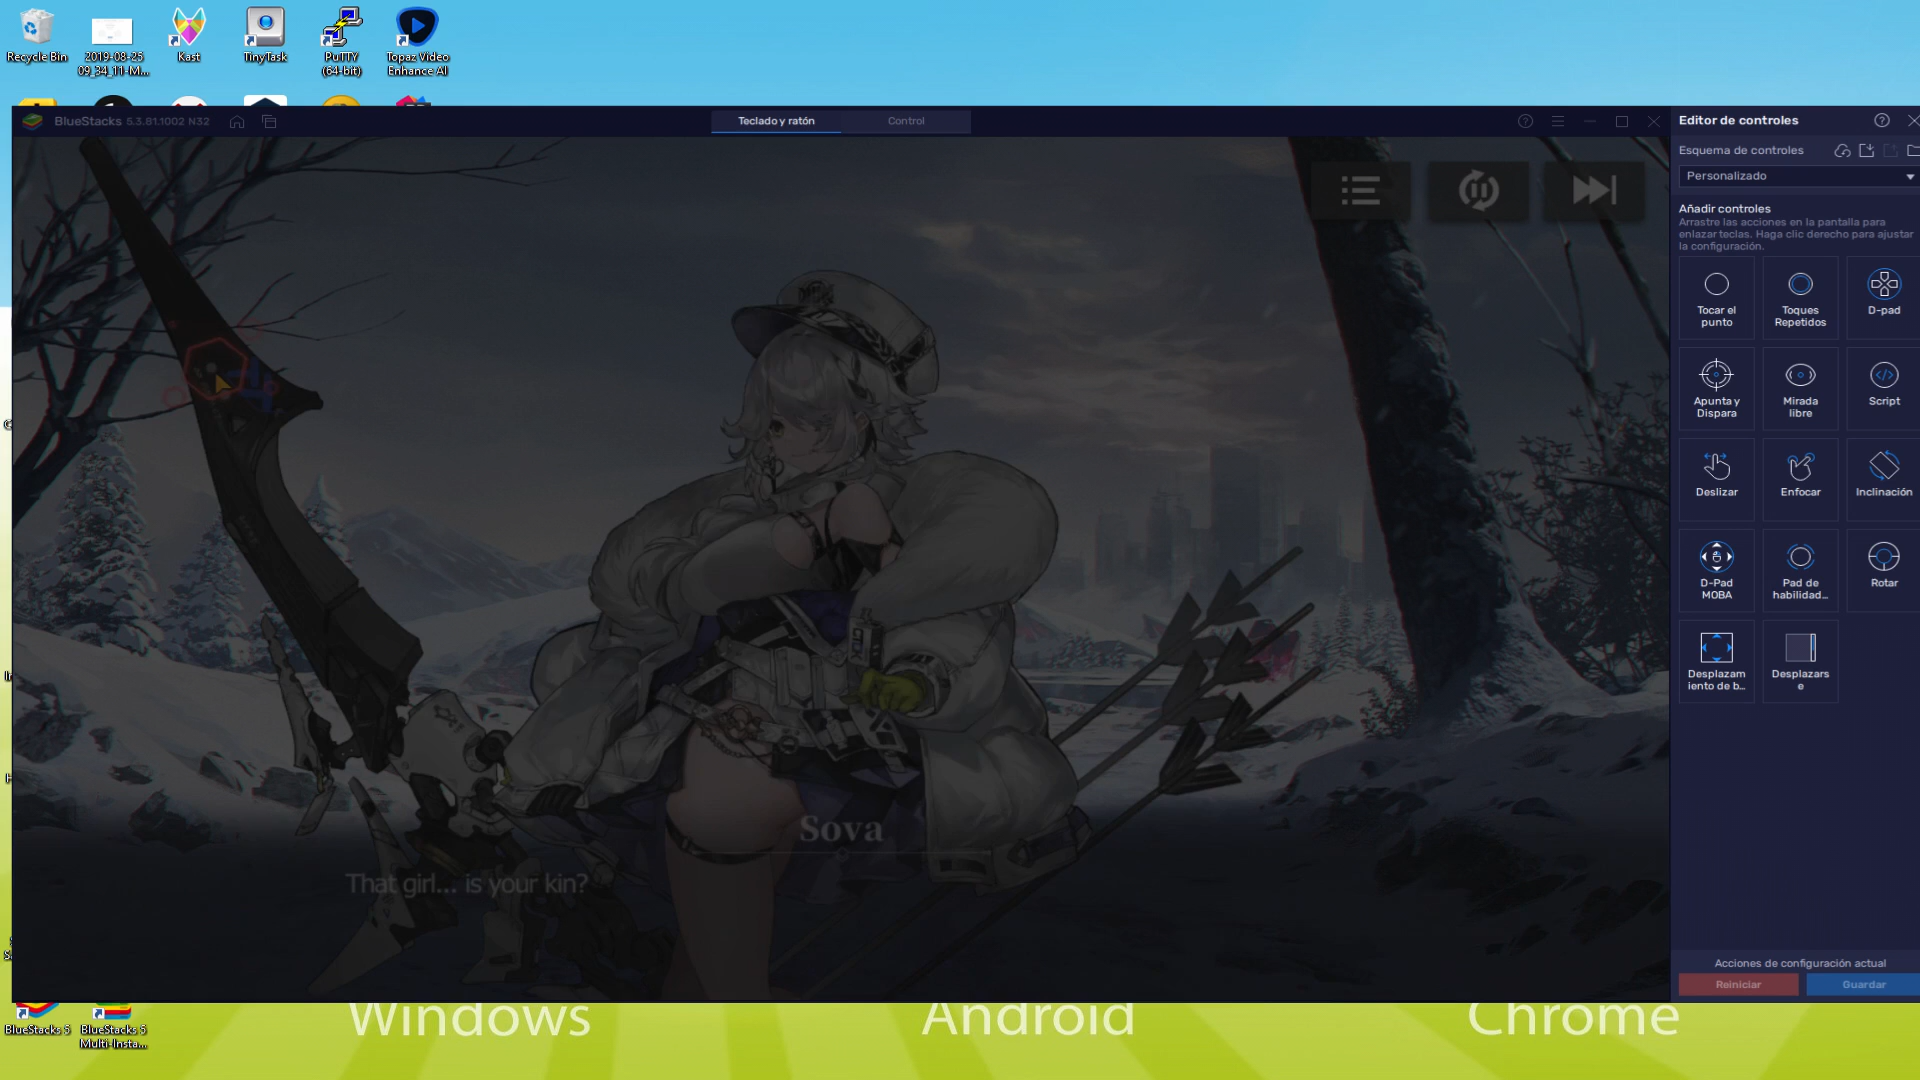 Recycle Bin
2019-08-25
09_34_11-M...
Kast
TinyTask
PuTTY
(64-bit)
Topaz Video
Enhance AI
BlueStacks 5.3.81.1002 N32
Teclado y ratón
Control
Editor de controles
Esquema de controles
Personalizado
Añadir controles
Arrastre las acciones en la pantalla para
enlazar teclas. Haga clic derecho para ajustar
la configuración.
Tocar el
punto
Toques
Repetidos
D-pad
Apunta y
Dispara
Mirada
libre
Script
Deslizar
Enfocar
Inclinación
D-Pad
MOBA
Pad de
habilidad...
Rotar
Desplazam
iento de b...
Desplazars
e
Sova
That girl... is your kin?
Acciones de configuración actual
Reiniciar
Guardar
BlueStacks 5
BlueStacks 5
Multi-Insta...
Windows
Android
Chrome